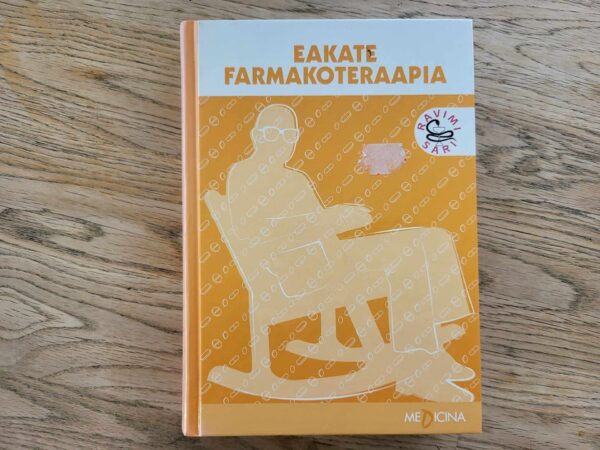 EAKATE
FARMAKOTERAAPIA
RAVIMI
SARI
MEDICINA